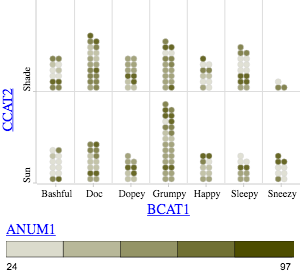 CCAT2
Shade
Sun
Bashful Doc Dopey Grumpy Happy Sleepy Sneezy
BCAT1
ANUM1
24 97